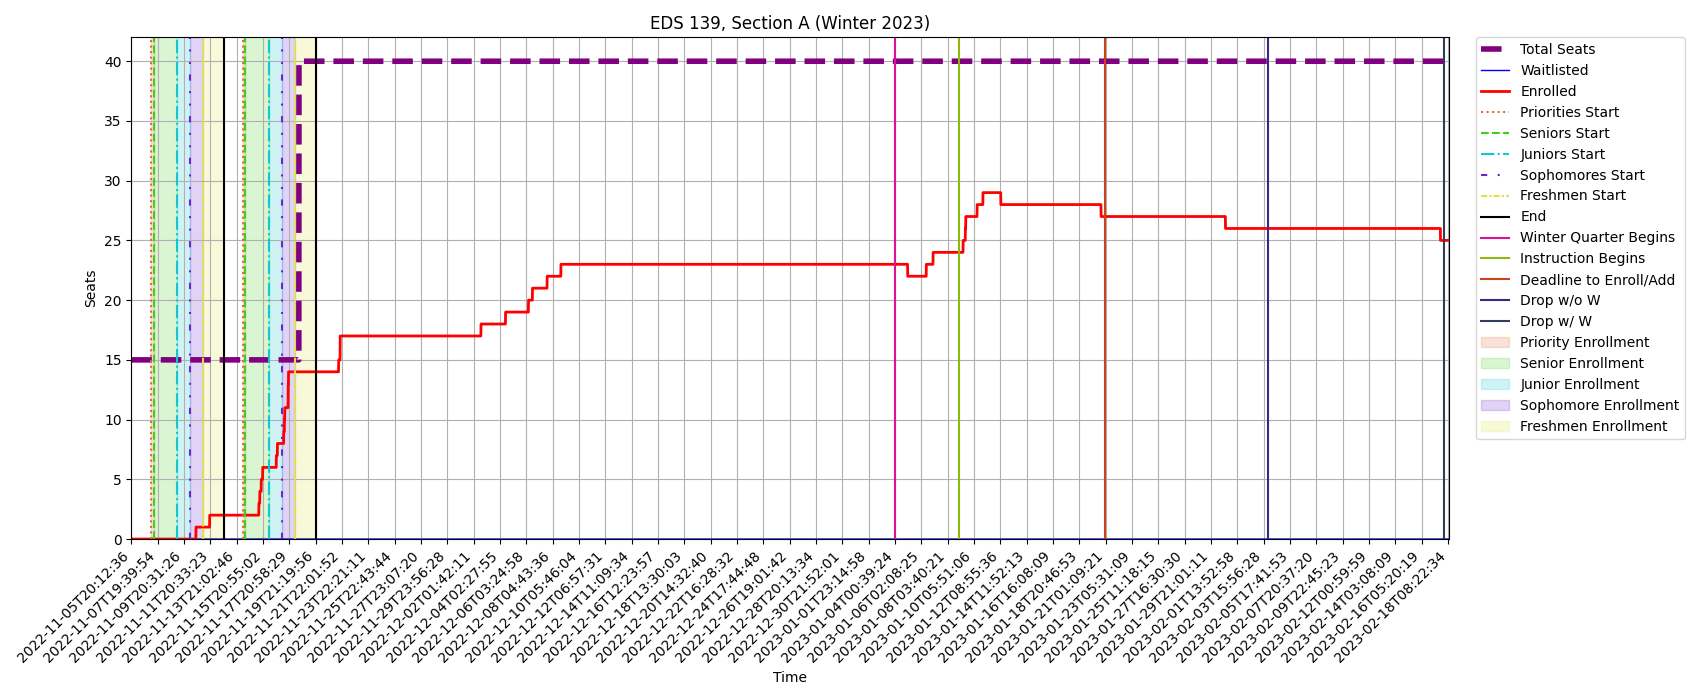 EDS 139, Section A (Winter 2023)
Seats
40
35
30
25
20
15
10
5
0
2022-11-05T20:12:36
2022-11-07T19:39:54
2022-11-09T20:31:26
2022-11-11T20:33:23
2022-11-13T21:02:46
2022-11-15T20:55:02
2022-11-17T20:58:29
2022-11-19T21:19:56
2022-11-21T22:01:52
2022-11-23T22:21:11
2022-11-25T22:43:44
2022-11-27T23:07:20
2022-11-29T23:56:28
2022-12-02T01:42:11
2022-12-04T02:27:55
2022-12-06T03:24:58
2022-12-08T04:43:36
2022-12-10T05:46:04
2022-12-12T06:57:31
2022-12-14T11:09:34
2022-12-16T12:23:57
2022-12-18T13:30:03
2022-12-20T14:32:40
2022-12-22T16:28:32
2022-12-24T17:44:48
2022-12-26T19:01:42
2022-12-28T20:13:34
2022-12-30T21:52:01
2023-01-01T23:14:58
2023-01-04T00:39:24
2023-01-06T02:08:25
2023-01-08T03:40:21
2023-01-10T05:51:06
2023-01-12T08:55:36
2023-01-14T11:52:13
2023-01-16T16:08:09
2023-01-18T20:46:53
2023-01-21T01:09:21
2023-01-23T05:31:09
2023-01-25T11:18:15
2023-01-27T16:30:30
2023-01-29T21:01:11
2023-02-01T13:52:58
2023-02-03T15:56:28
2023-02-05T17:41:53
2023-02-07T20:37:20
2023-02-09T22:45:23
2023-02-12T00:59:59
2023-02-14T03:08:09
2023-02-16T05:20:19
2023-02-18T08:22:34
Time
Total Seats
Waitlisted
Enrolled
Priorities Start
Seniors Start
Juniors Start
Sophomores Start
Freshmen Start
End
Winter Quarter Begins
Instruction Begins
Deadline to Enroll/Add
Drop w/o W
Drop w/ W
Priority Enrollment
Senior Enrollment
Junior Enrollment
Sophomore Enrollment
Freshmen Enrollment